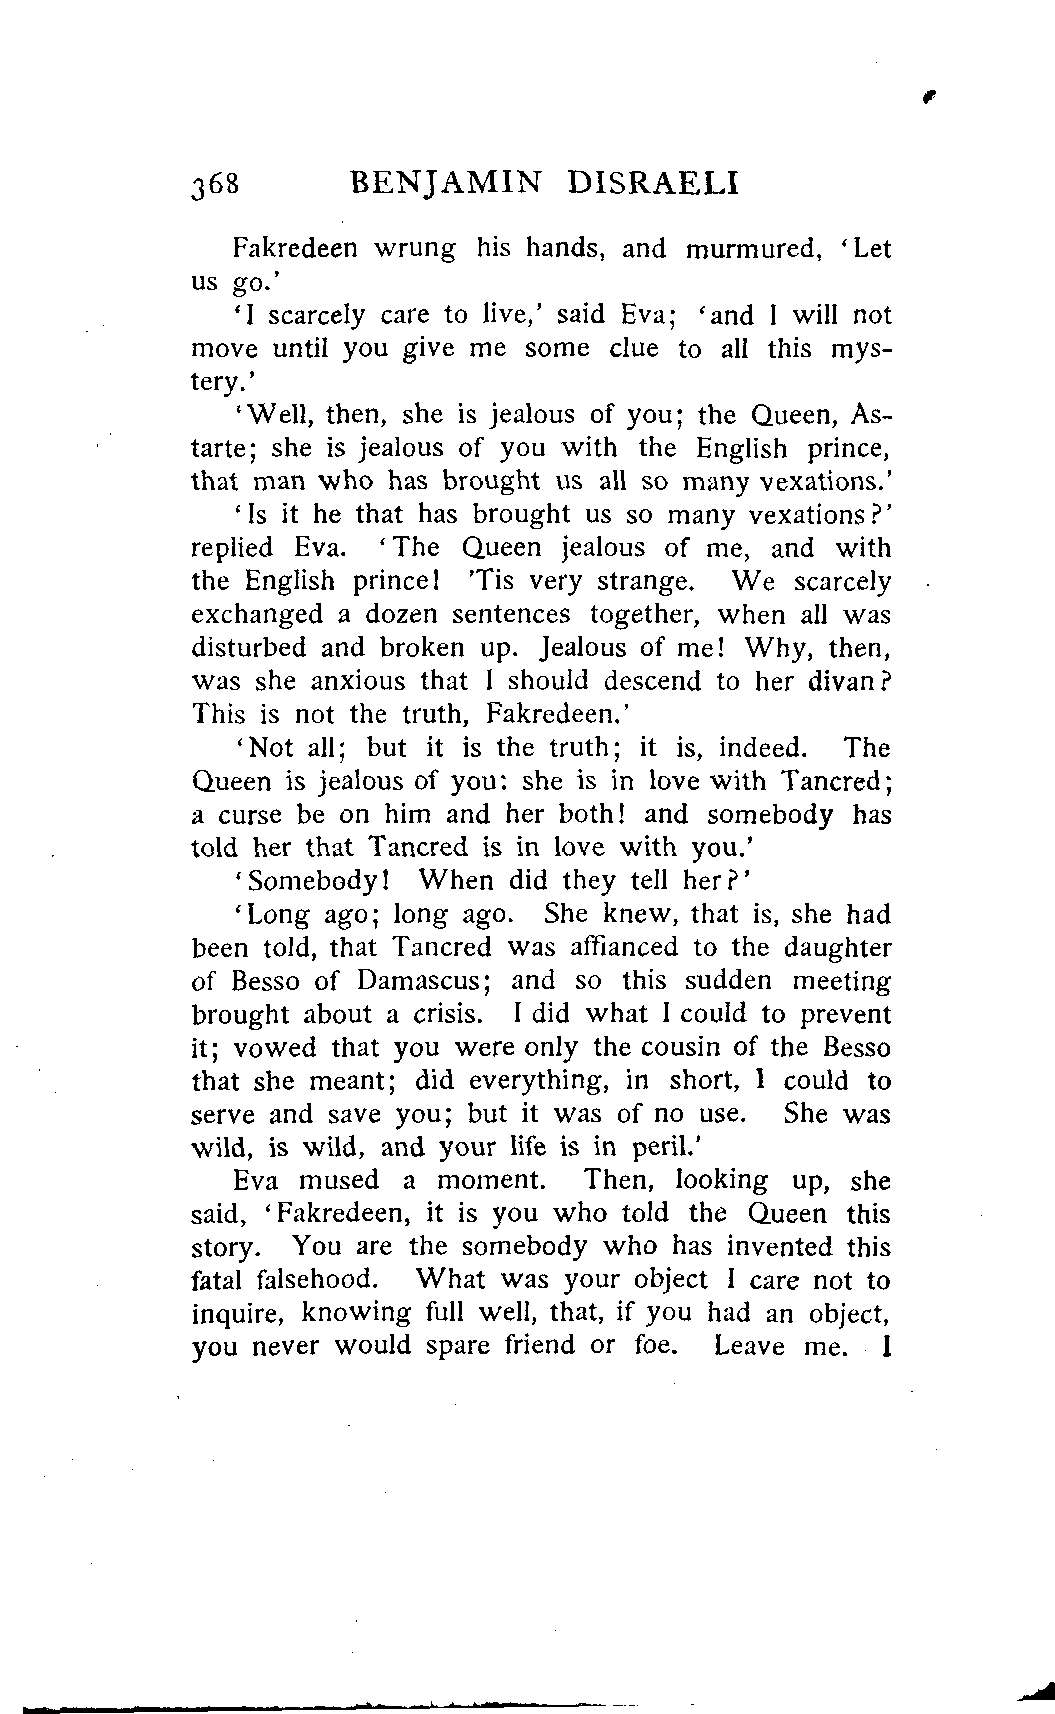 368 BENJAMIN DISRAELI
Fakredeen wrung his hands, and murmured, ‘Let
us go.’
‘I scarcely care to live,’ said Eva; ‘and I will not
move until you give me some clue to all this mys-
tery.’
‘Well, then, she is jealous of you; the Queen, As-
tarte; she is jealous of you with the English prince,
that man who has brought us all so many vexations.’
‘Is it he that has brought us so many vexations?’
replied Eva. ‘The Queen jealous of me, and with
the English prince! ’Tis very strange. We scarcely
exchanged a dozen sentences together, when all was
disturbed and broken up. Jealous of me! Why, then,
was she anxious that I should descend to her divan?
This is not the truth, Fakredeen.’
‘Not all; but it is the truth; it is, indeed. The
Queen is jealous of you: she is in love with Tancred;
a curse be on him and her both! and somebody has
told her that Tancred is in love with you.’
‘Somebody! When did they tell her?’
‘Long ago; long ago. She knew, that is, she had
been told, that Tancred was affianced to the daughter
of Besso of Damascus; and so this sudden meeting
brought about a crisis. I did what I could to prevent
it; vowed that you were only the cousin of the Besso
that she meant; did everything, in short, I could to
serve and save you; but it was of no use. She was
wild, is wild, and your life is in peril.’
Eva mused a moment. Then, looking up, she
said, ‘Fakredeen, it is you who told the Queen this
story. You are the somebody who has invented this
fatal falsehood. What was your object I care not to
inquire, knowing full well, that, if you had an object,
you never would spare friend or foe. Leave me. I